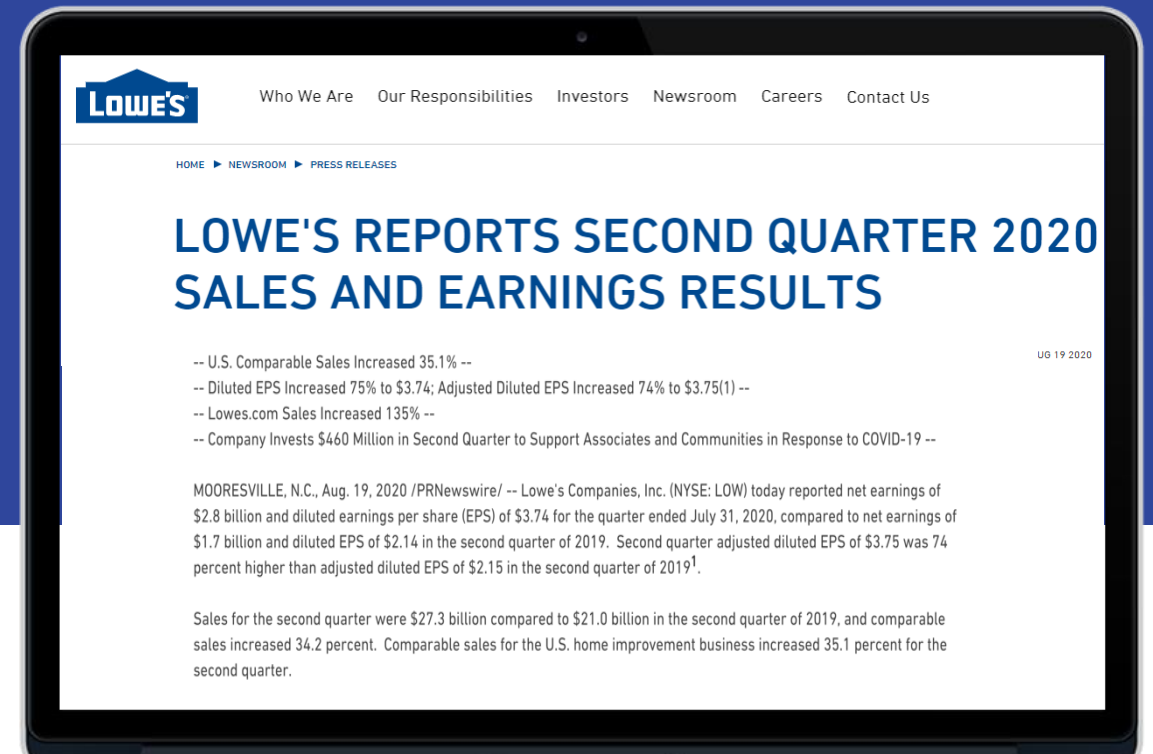 LOWE'S
Who We Are Our Responsibilities Investors Newsroom Careers Contact Us
HOME ▶ NEWSROOM ▶ PRESS RELEASES
LOWE'S REPORTS SECOND QUARTER 2020
SALES AND EARNINGS RESULTS
UG 19 2020
-- U.S. Comparable Sales Increased 35.1% --
-- Diluted EPS Increased 75% to $3.74; Adjusted Diluted EPS Increased 74% to $3.75(1) --
-- Lowes.com Sales Increased 135% --
-- Company Invests $460 Million in Second Quarter to Support Associates and Communities in Response to COVID-19 --
MOORESVILLE, N.C., Aug. 19, 2020 /PRNewswire/ -- Lowe's Companies, Inc. (NYSE: LOW) today reported net earnings of
$2.8 billion and diluted earnings per share (EPS) of $3.74 for the quarter ended July 31, 2020, compared to net earnings of
$1.7 billion and diluted EPS of $2.14 in the second quarter of 2019. Second quarter adjusted diluted EPS of $3.75 was 74
percent higher than adjusted diluted EPS of $2.15 in the second quarter of 2019¹.
Sales for the second quarter were $27.3 billion compared to $21.0 billion in the second quarter of 2019, and comparable
sales increased 34.2 percent. Comparable sales for the U.S. home improvement business increased 35.1 percent for the
second quarter.